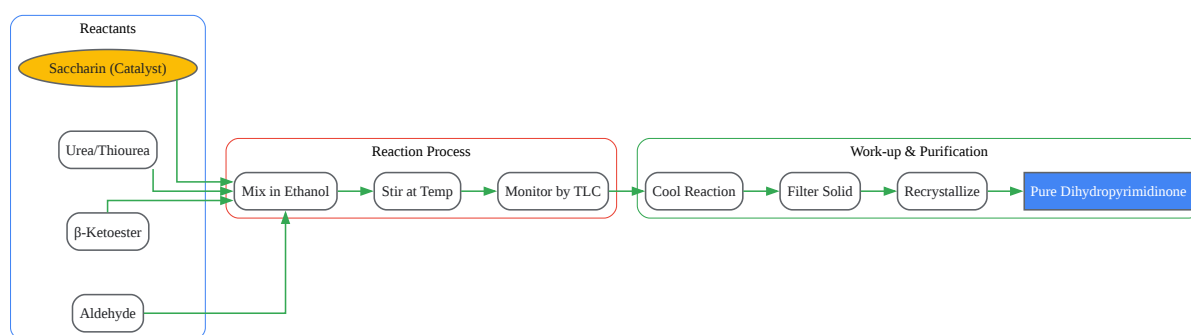 Reactants
Saccharin (Catalyst)
Urea/Thiourea
β-Ketoester
Aldehyde
Reaction Process
Mix in Ethanol
Stir at Temp
Monitor by TLC
Work-up & Purification
Cool Reaction
Filter Solid
Recrystallize
Pure Dihydropyrimidinone